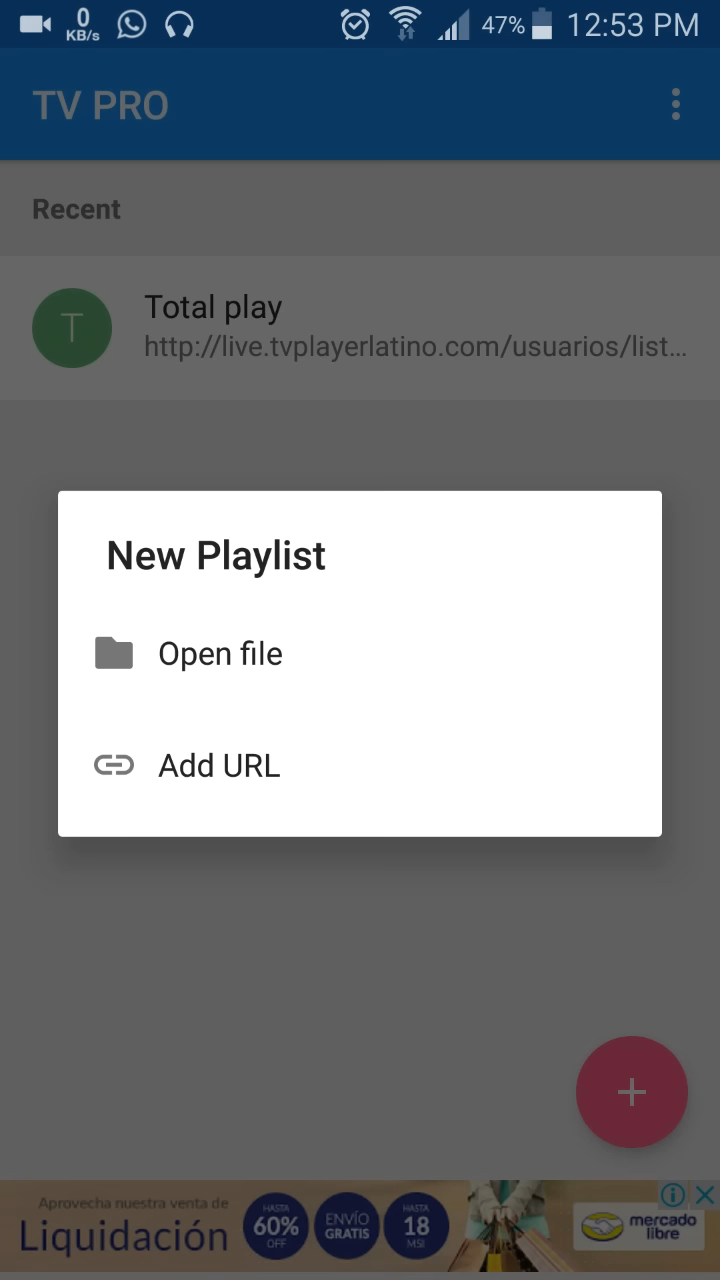 0
KB/s
47%
12:53 PM
TV PRO
Recent
T
Total play
http://live.tvplayerlatino.com/usuarios/list...
New Playlist
Open file
Add URL
+
Aprovecha nuestra venta de
Liquidación
HASTA
60%
OFF
ENVÍO
GRATIS
HASTA
18
MSI
mercado
libre